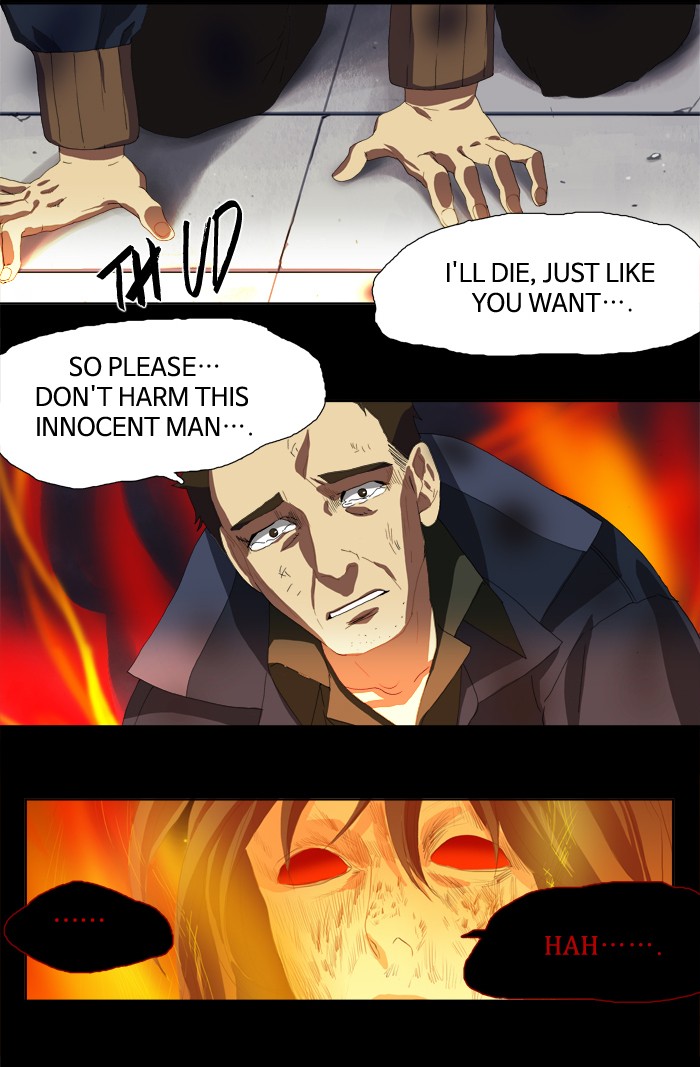 THUD
I'LL DIE, JUST LIKE
YOU WANT….
SO PLEASE…
DON'T HARM THIS
INNOCENT MAN….
……
HAH…….